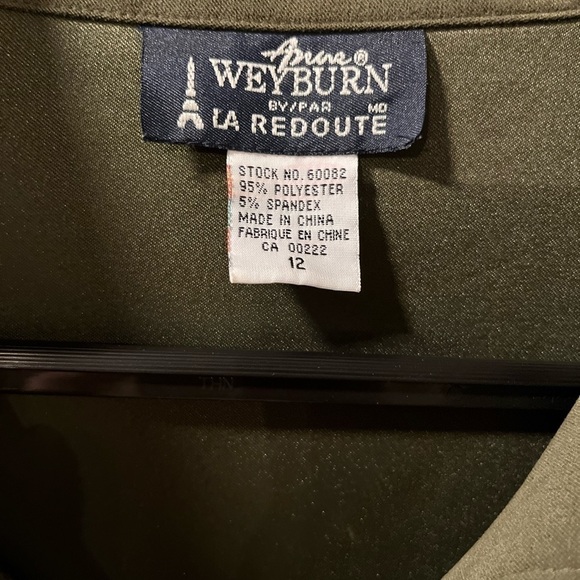 Anne®
WEYBURN
BY/PAR MD
LA REDOUTE
STOCK NO. 60082
95% POLYESTER
5% SPANDEX
MADE IN CHINA
FABRIQUE EN CHINE
CA 00222
12